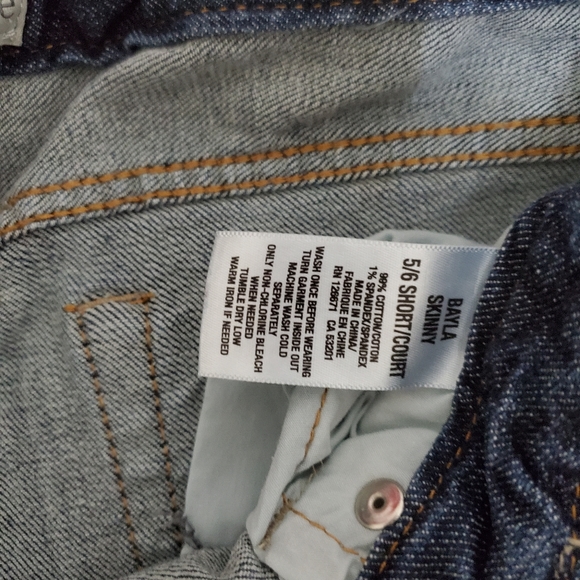 BAYLA
SKINNY
5/6 SHORT/COURT
99% COTTON/COTON
1% SPANDEX/SPANDEX
MADE IN CHINA/
FABRIQUE EN CHINE
RN 128671 CA 53201
WASH ONCE BEFORE WEARING
TURN GARMENT INSIDE OUT
MACHINE WASH COLD
SEPARATELY
ONLY NON-CHLORINE BLEACH
WHEN NEEDED
TUMBLE DRY LOW
WARM IRON IF NEEDED